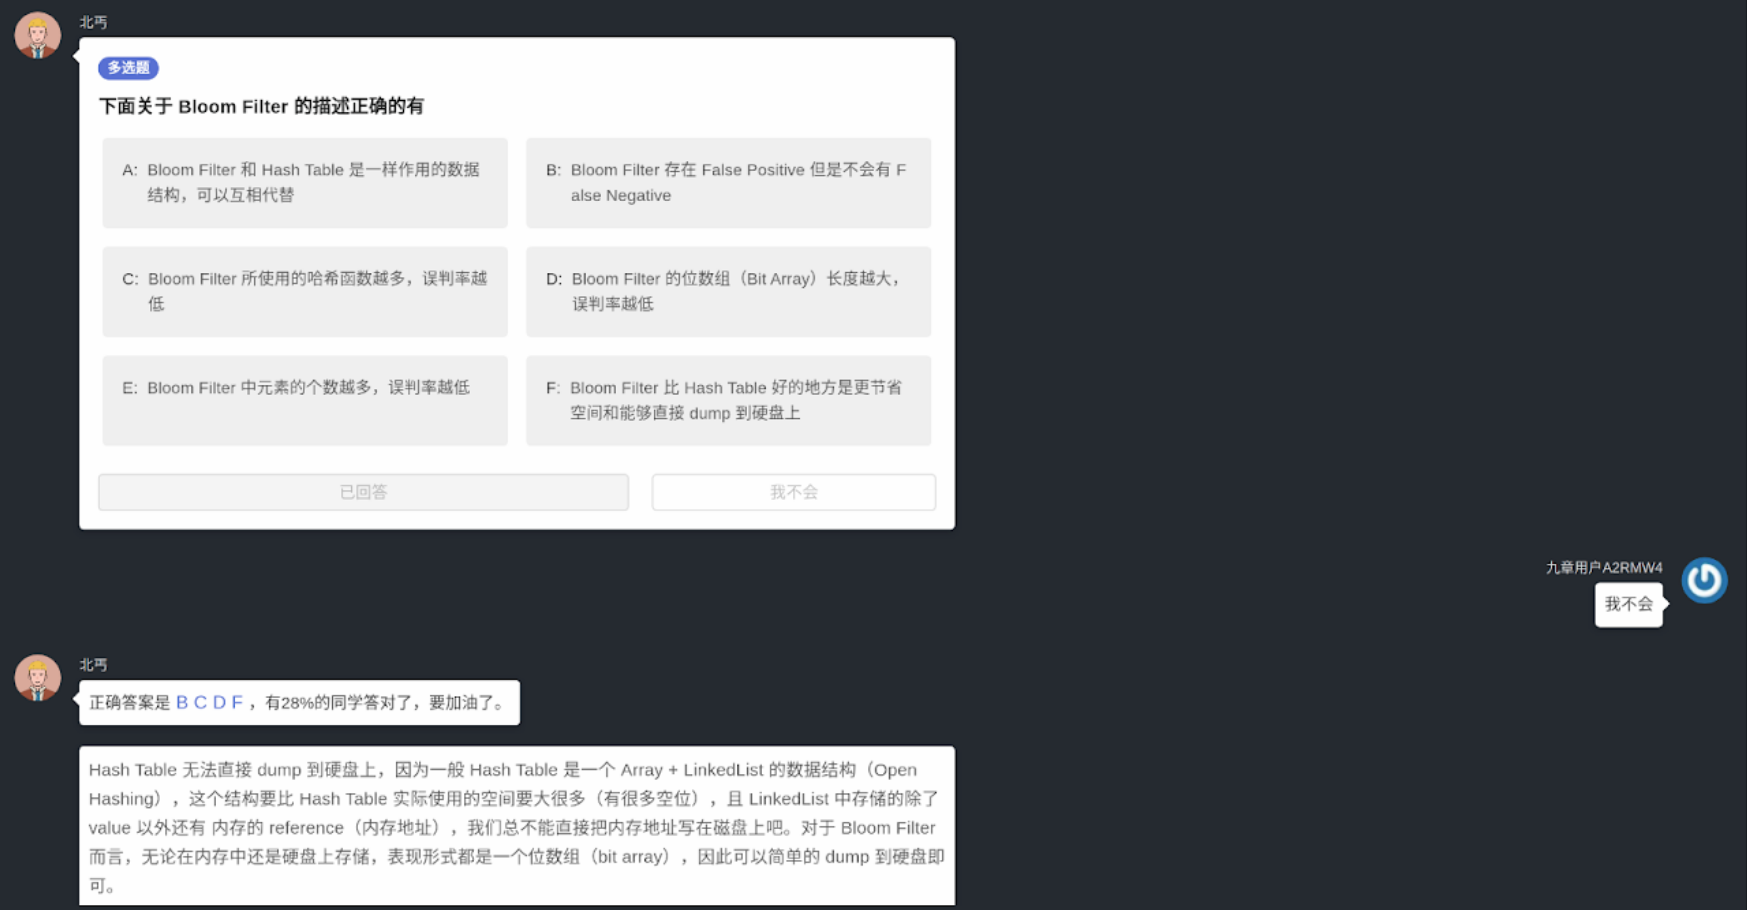 北丐
多选题
下面关于 Bloom Filter 的描述正确的有
A: Bloom Filter 和 Hash Table 是一样作用的数据
结构，可以互相代替
B: Bloom Filter 存在 False Positive 但是不会有 F
alse Negative
C: Bloom Filter 所使用的哈希函数越多，误判率越
低
D: Bloom Filter 的位数组（Bit Array）长度越大，
误判率越低
E: Bloom Filter 中元素的个数越多，误判率越低
F: Bloom Filter 比 Hash Table 好的地方是更节省
空间和能够直接 dump 到硬盘上
已回答
我不会
九章用户A2RMW4
我不会
北丐
正确答案是 B C D F ，有28%的同学答对了，要加油了。
Hash Table 无法直接 dump 到硬盘上，因为一般 Hash Table 是一个 Array + LinkedList 的数据结构（Open
Hashing），这个结构要比 Hash Table 实际使用的空间要大很多（有很多空位），且 LinkedList 中存储的除了
value 以外还有 内存的 reference（内存地址），我们总不能直接把内存地址写在磁盘上吧。对于 Bloom Filter
而言，无论在内存中还是硬盘上存储，表现形式都是一个位数组（bit array），因此可以简单的 dump 到硬盘即
可。